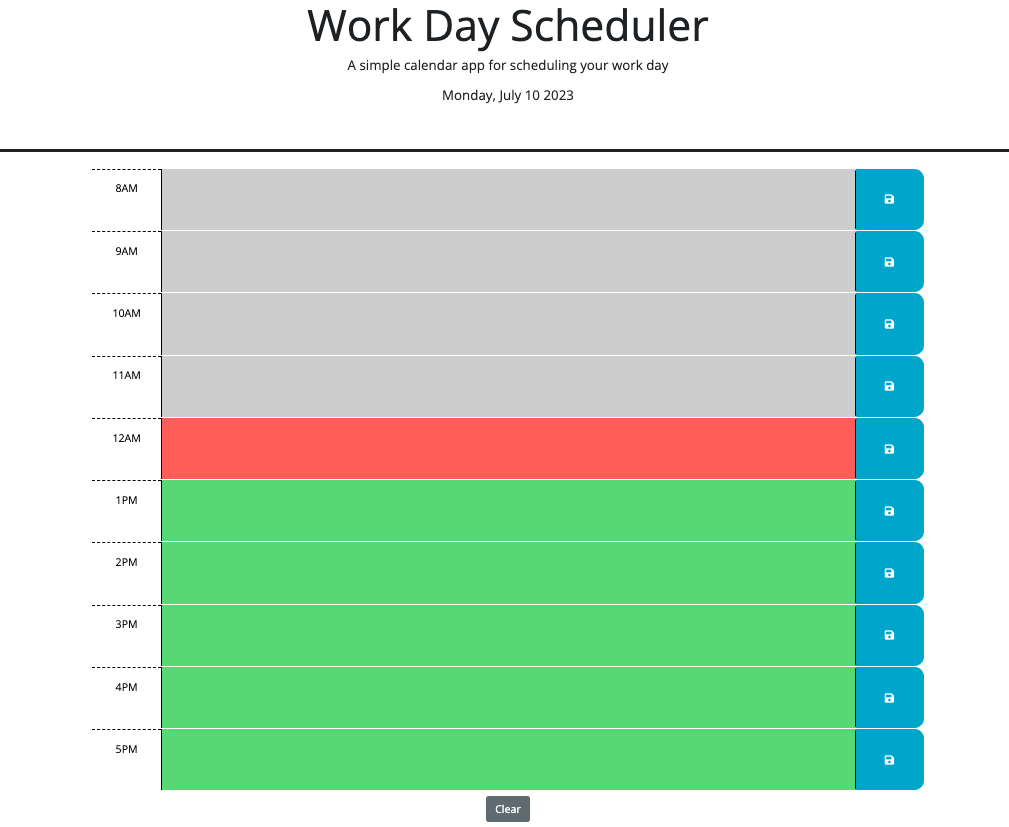 Work Day Scheduler
A simple calendar app for scheduling your work day
Monday, July 10 2023
8AM
9AM
10AM
11AM
12AM
1PM
2PM
3PM
4PM
5PM
Clear